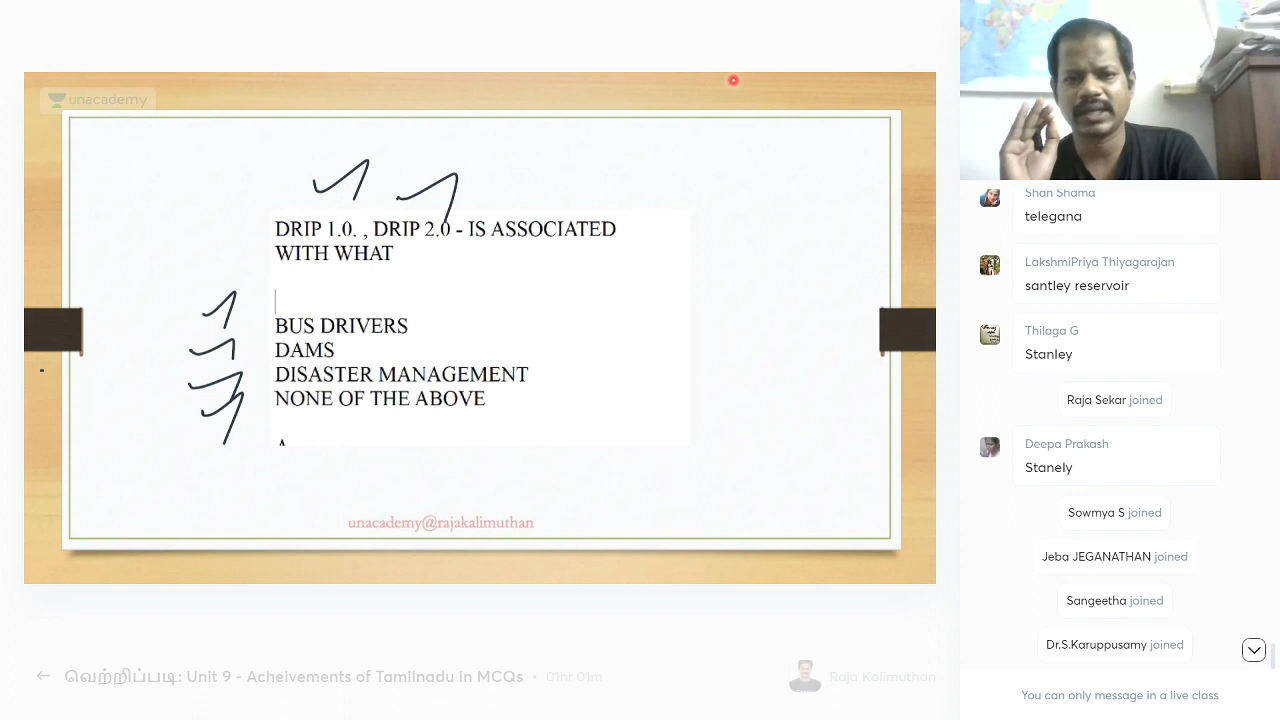 unacademy
DRIP 1.0. , DRIP 2.0 - IS ASSOCIATED
WITH WHAT
BUS DRIVERS
DAMS
DISASTER MANAGEMENT
NONE OF THE ABOVE
unacademy@rajakalimuthan
வெற்றிப்படி: Unit 9 - Acheivements of Tamilnadu in MCQs • 01hr 01m
Raja Kalimuthan
Shan Shama
telegana
LakshmiPriya Thiyagarajan
santley reservoir
Thilaga G
Stanley
Raja Sekar joined
Deepa Prakash
Stanely
Sowmya S joined
Jeba JEGANATHAN joined
Sangeetha joined
Dr.S.Karuppusamy joined
You can only message in a live class